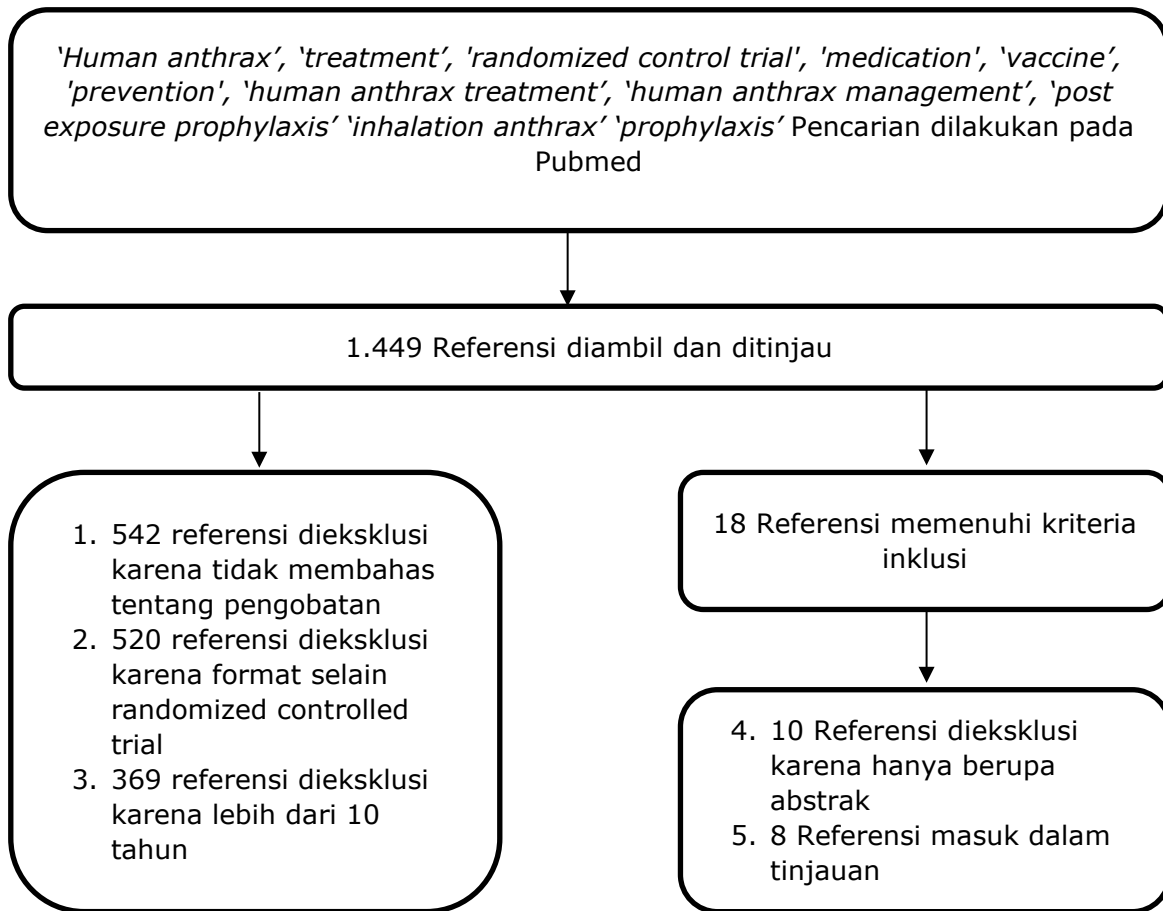 ‘Human anthrax’, ‘treatment’, 'randomized control trial', 'medication', ‘vaccine’,
'prevention', ‘human anthrax treatment’, ‘human anthrax management’, ‘post
exposure prophylaxis’ ‘inhalation anthrax’ ‘prophylaxis’ Pencarian dilakukan pada
Pubmed
1.449 Referensi diambil dan ditinjau
1. 542 referensi dieksklusi
karena tidak membahas
tentang pengobatan
2. 520 referensi dieksklusi
karena format selain
randomized controlled
trial
3. 369 referensi dieksklusi
karena lebih dari 10
tahun
18 Referensi memenuhi kriteria
inklusi
4. 10 Referensi dieksklusi
karena hanya berupa
abstrak
5. 8 Referensi masuk dalam
tinjauan